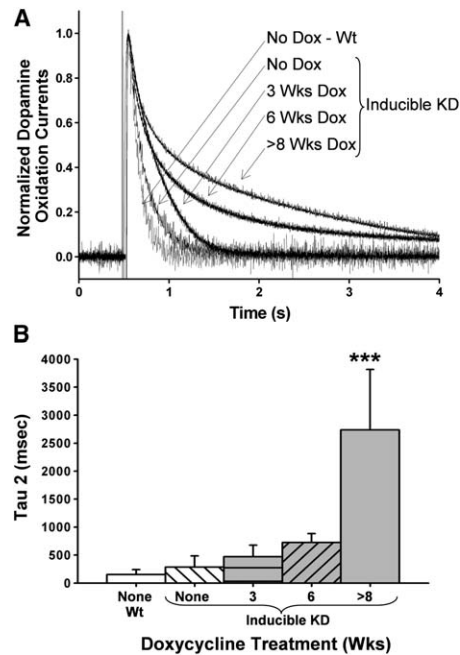 A
Normalized Dopamine
Oxidation Currents
1.0
0.8
0.6
0.4
0.2
0.0
No Dox - Wt
No Dox
3 Wks Dox
6 Wks Dox
>8 Wks Dox
Inducible KD
0 1 2 3 4
Time (s)
B
Tau 2 (msec)
4000
3500
3000
2500
2000
1500
1000
500
0
***
None None 3 6 >8
Wt
Inducible KD
Doxycycline Treatment (Wks)